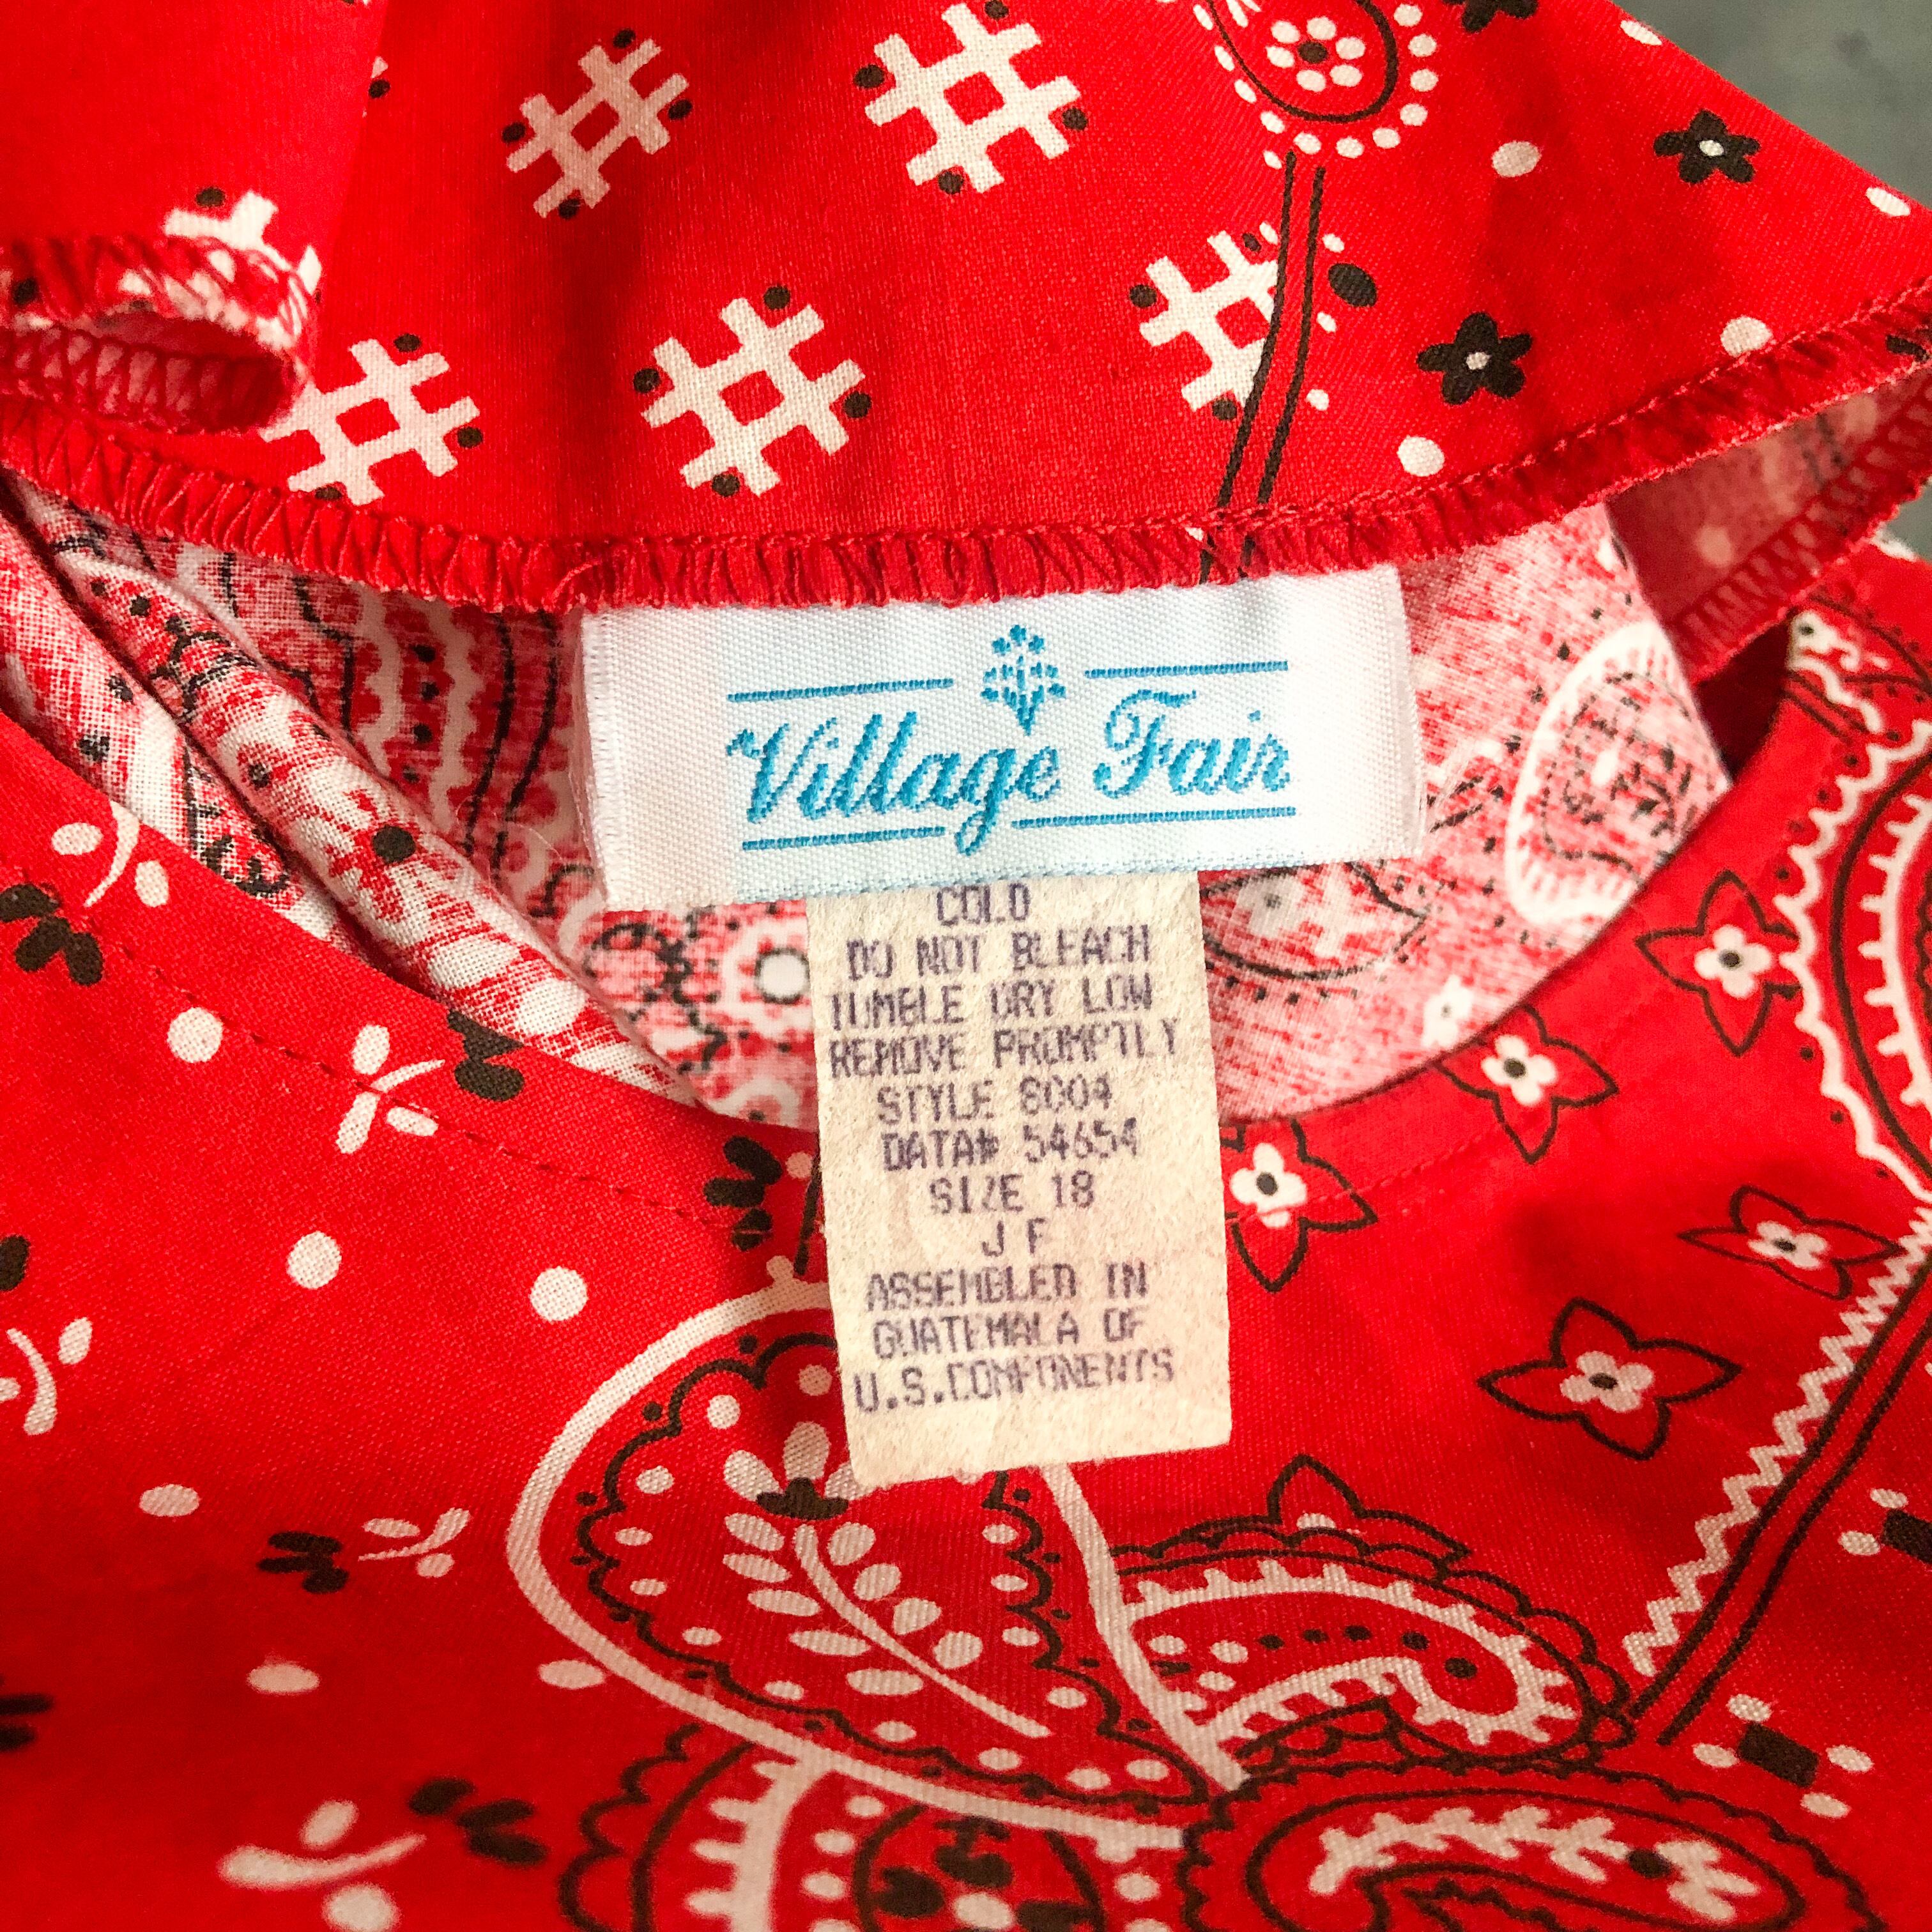 Village Fair
COLD
DO NOT BLEACH
TUMBLE DRY LOW
REMOVE PROMPTLY
STYLE 8004
DATA# 54654
SIZE 18
J F
ASSEMBLED IN
GUATEMALA OF
U.S.COMPONENTS